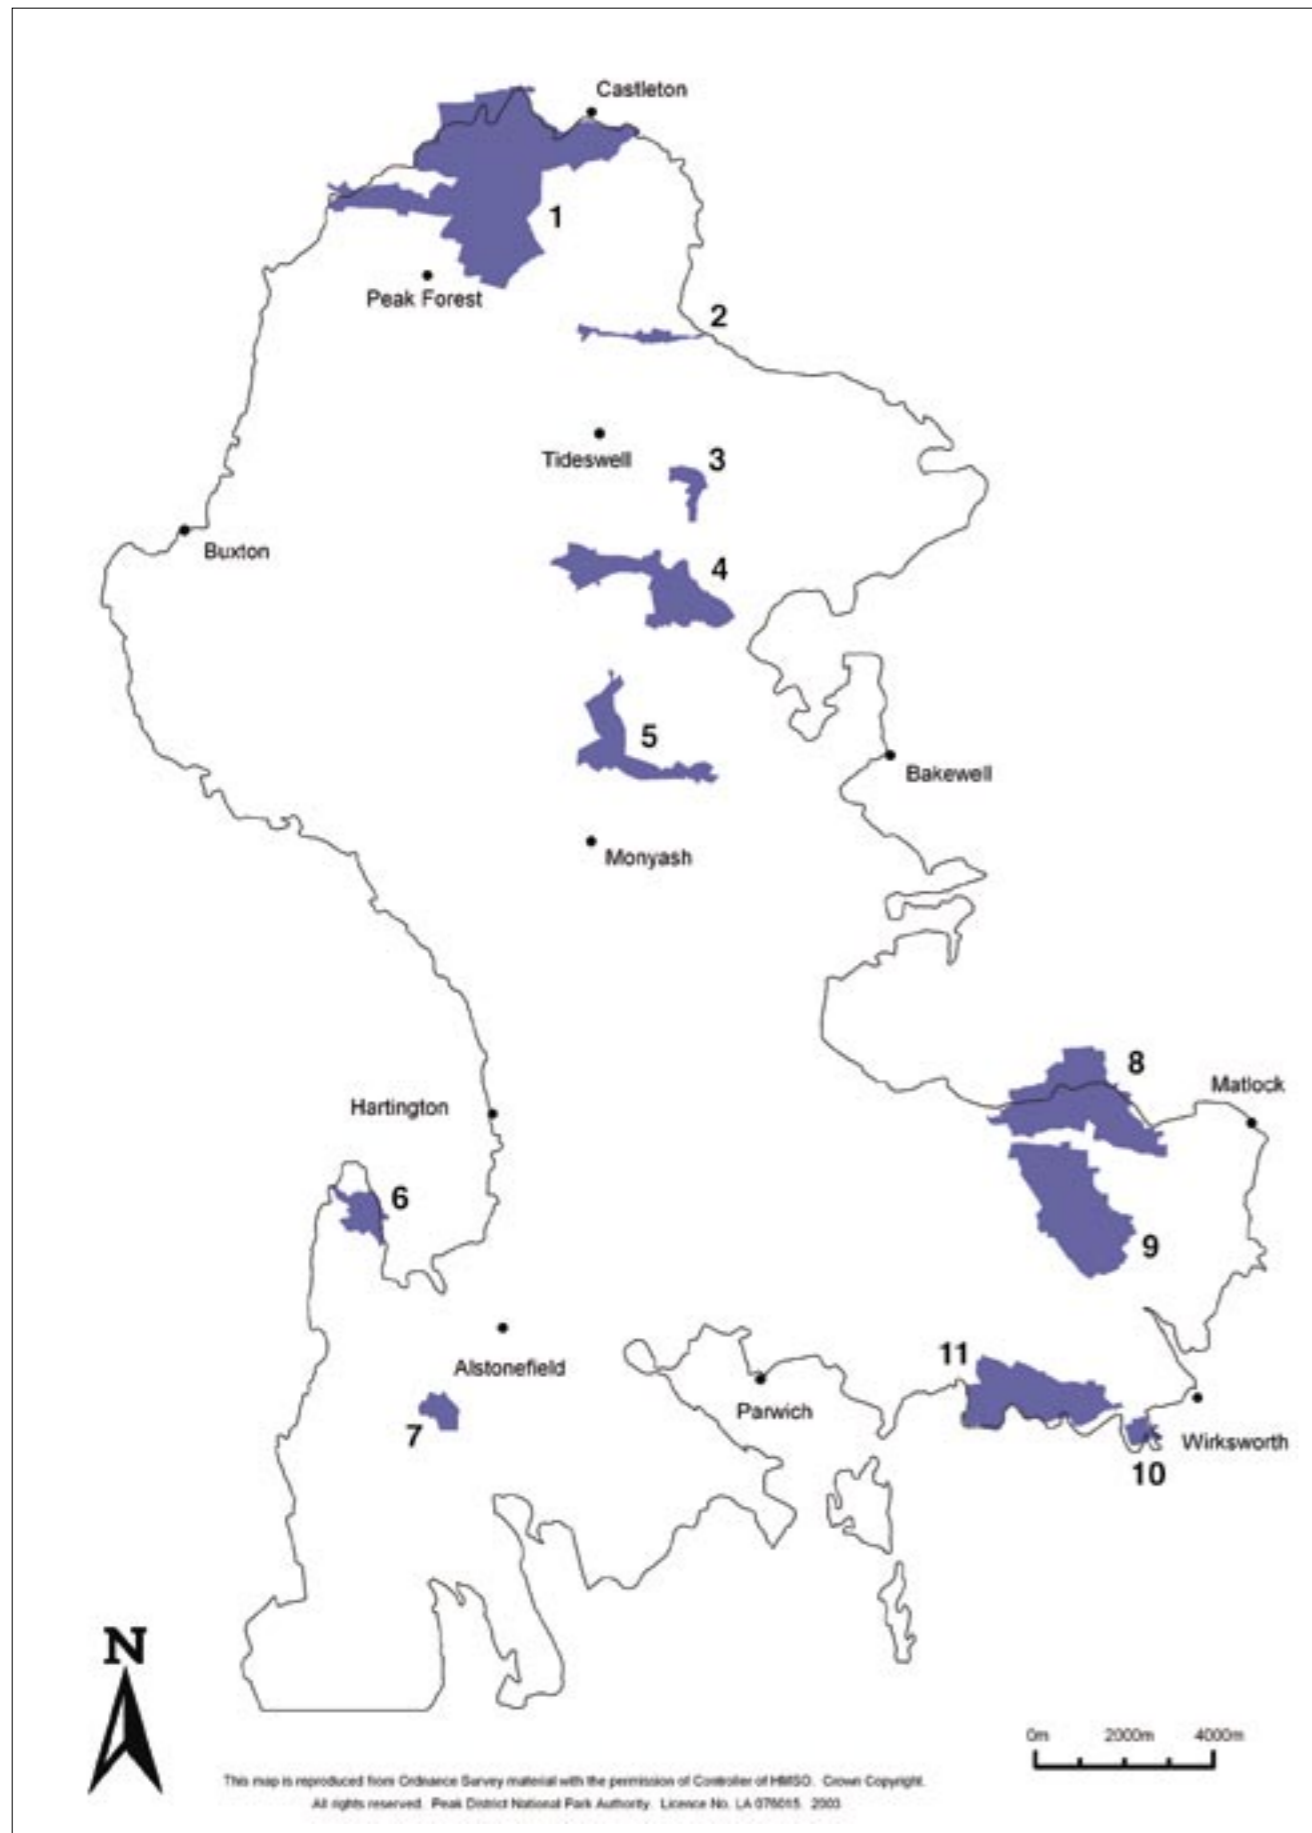 Castleton
1
Peak Forest
2
Tideswell
3
Buxton
4
5
Bakewell
Monyash
8
Matlock
Hartington
6
9
11
Alstonefield
Parwich
7
Wirksworth
10
N
0m 2000m 4000m
This map is reproduced from Ordnance Survey material with the permission of Controller of HMSO. Crown Copyright.
All rights reserved. Peak District National Park Authority. Licence No. LA 076015. 2003